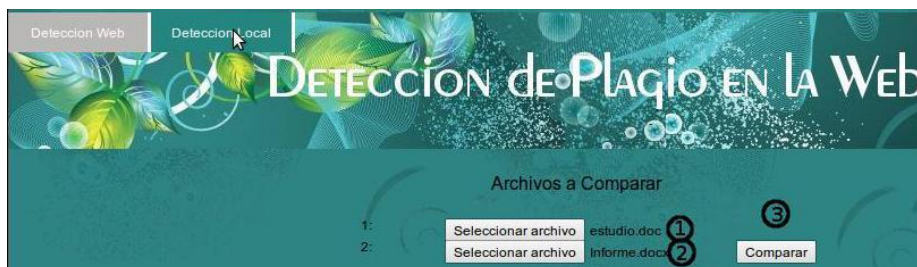 Deteccion Web Deteccion Local
Deteccion de Plagio en la Web
Archivos a Comparar
③
1: Seleccionar archivo estudio.doc ①
2: Seleccionar archivo Informe.docx ② Comparar